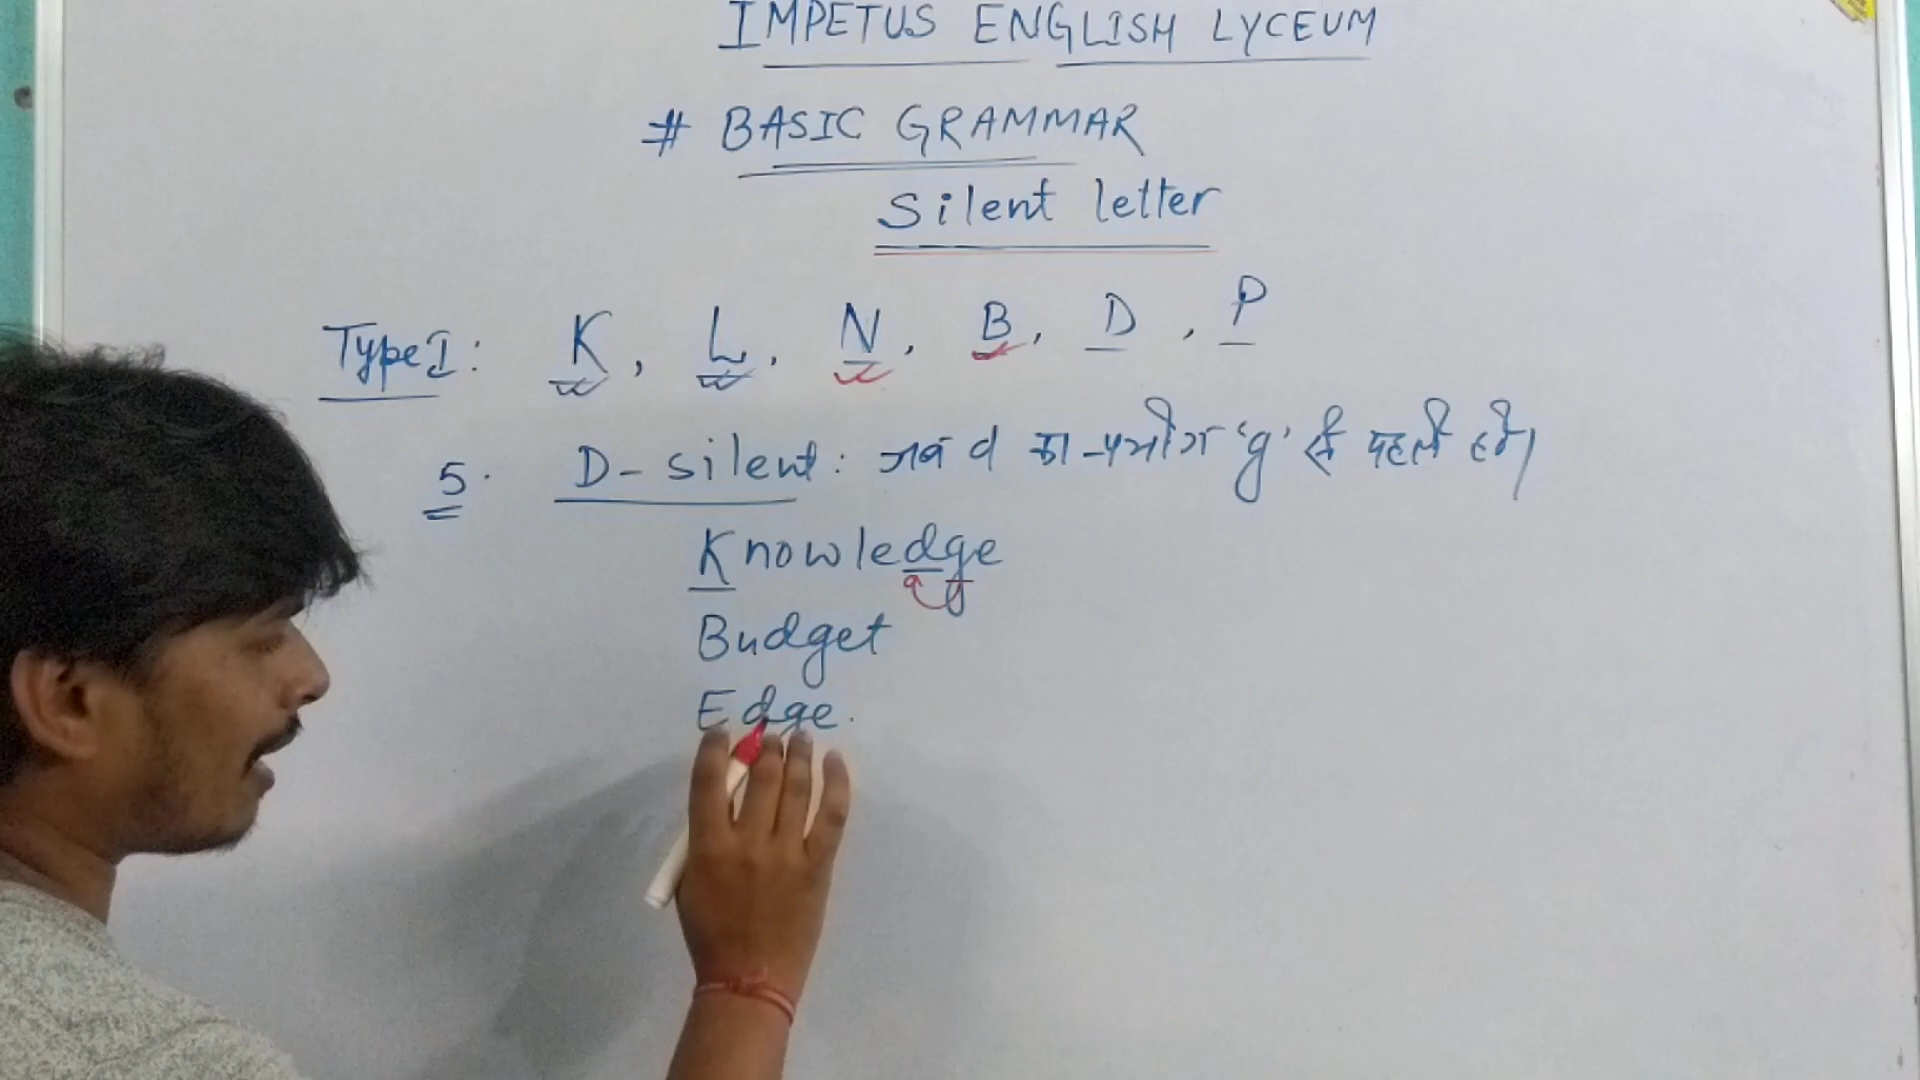 IMPETUS ENGLISH LYCEUM
# BASIC GRAMMAR
Silent letter
Type I: K, L, N, B, D, P
5. D-silent: जब d का प्रयोग 'g' से पहले हो।
Knowledge
Budget
Edge.